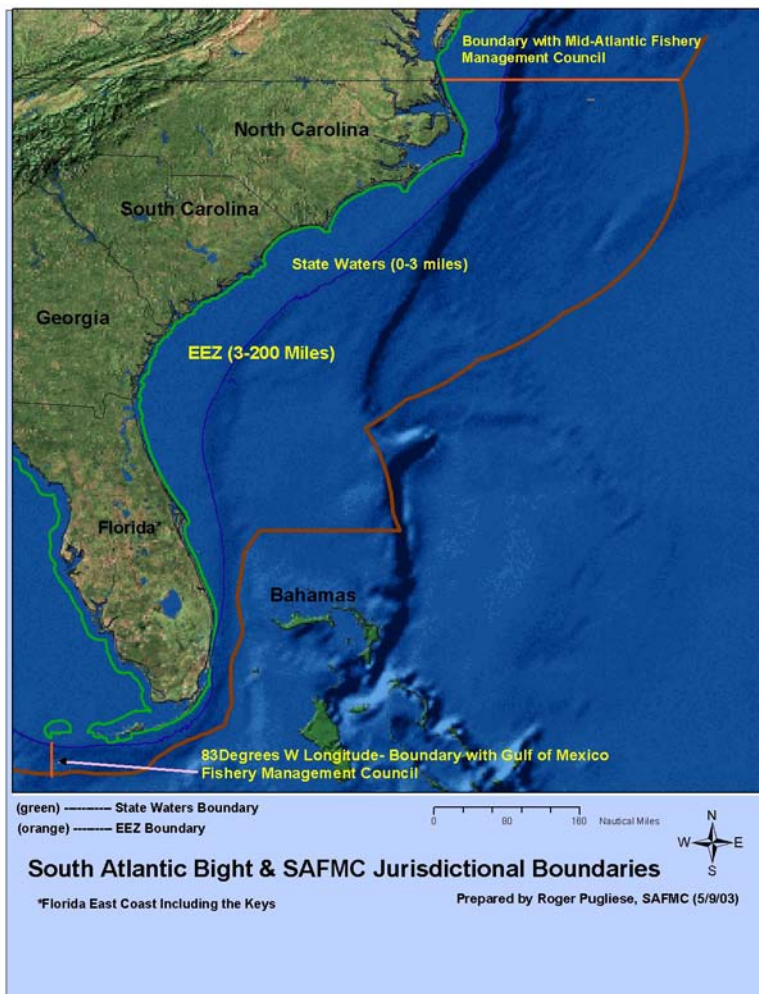 Boundary with Mid-Atlantic Fishery
Management Council
North Carolina
South Carolina
State Waters (0-3 miles)
Georgia
EEZ (3-200 Miles)
Florida*
Bahamas
83Degrees W Longitude- Boundary with Gulf of Mexico
Fishery Management Council
(green) ----------- State Waters Boundary
(orange) --------- EEZ Boundary
0 80 160 Nautical Miles
N
W E
S
South Atlantic Bight & SAFMC Jurisdictional Boundaries
*Florida East Coast Including the Keys
Prepared by Roger Pugliese, SAFMC (5/9/03)